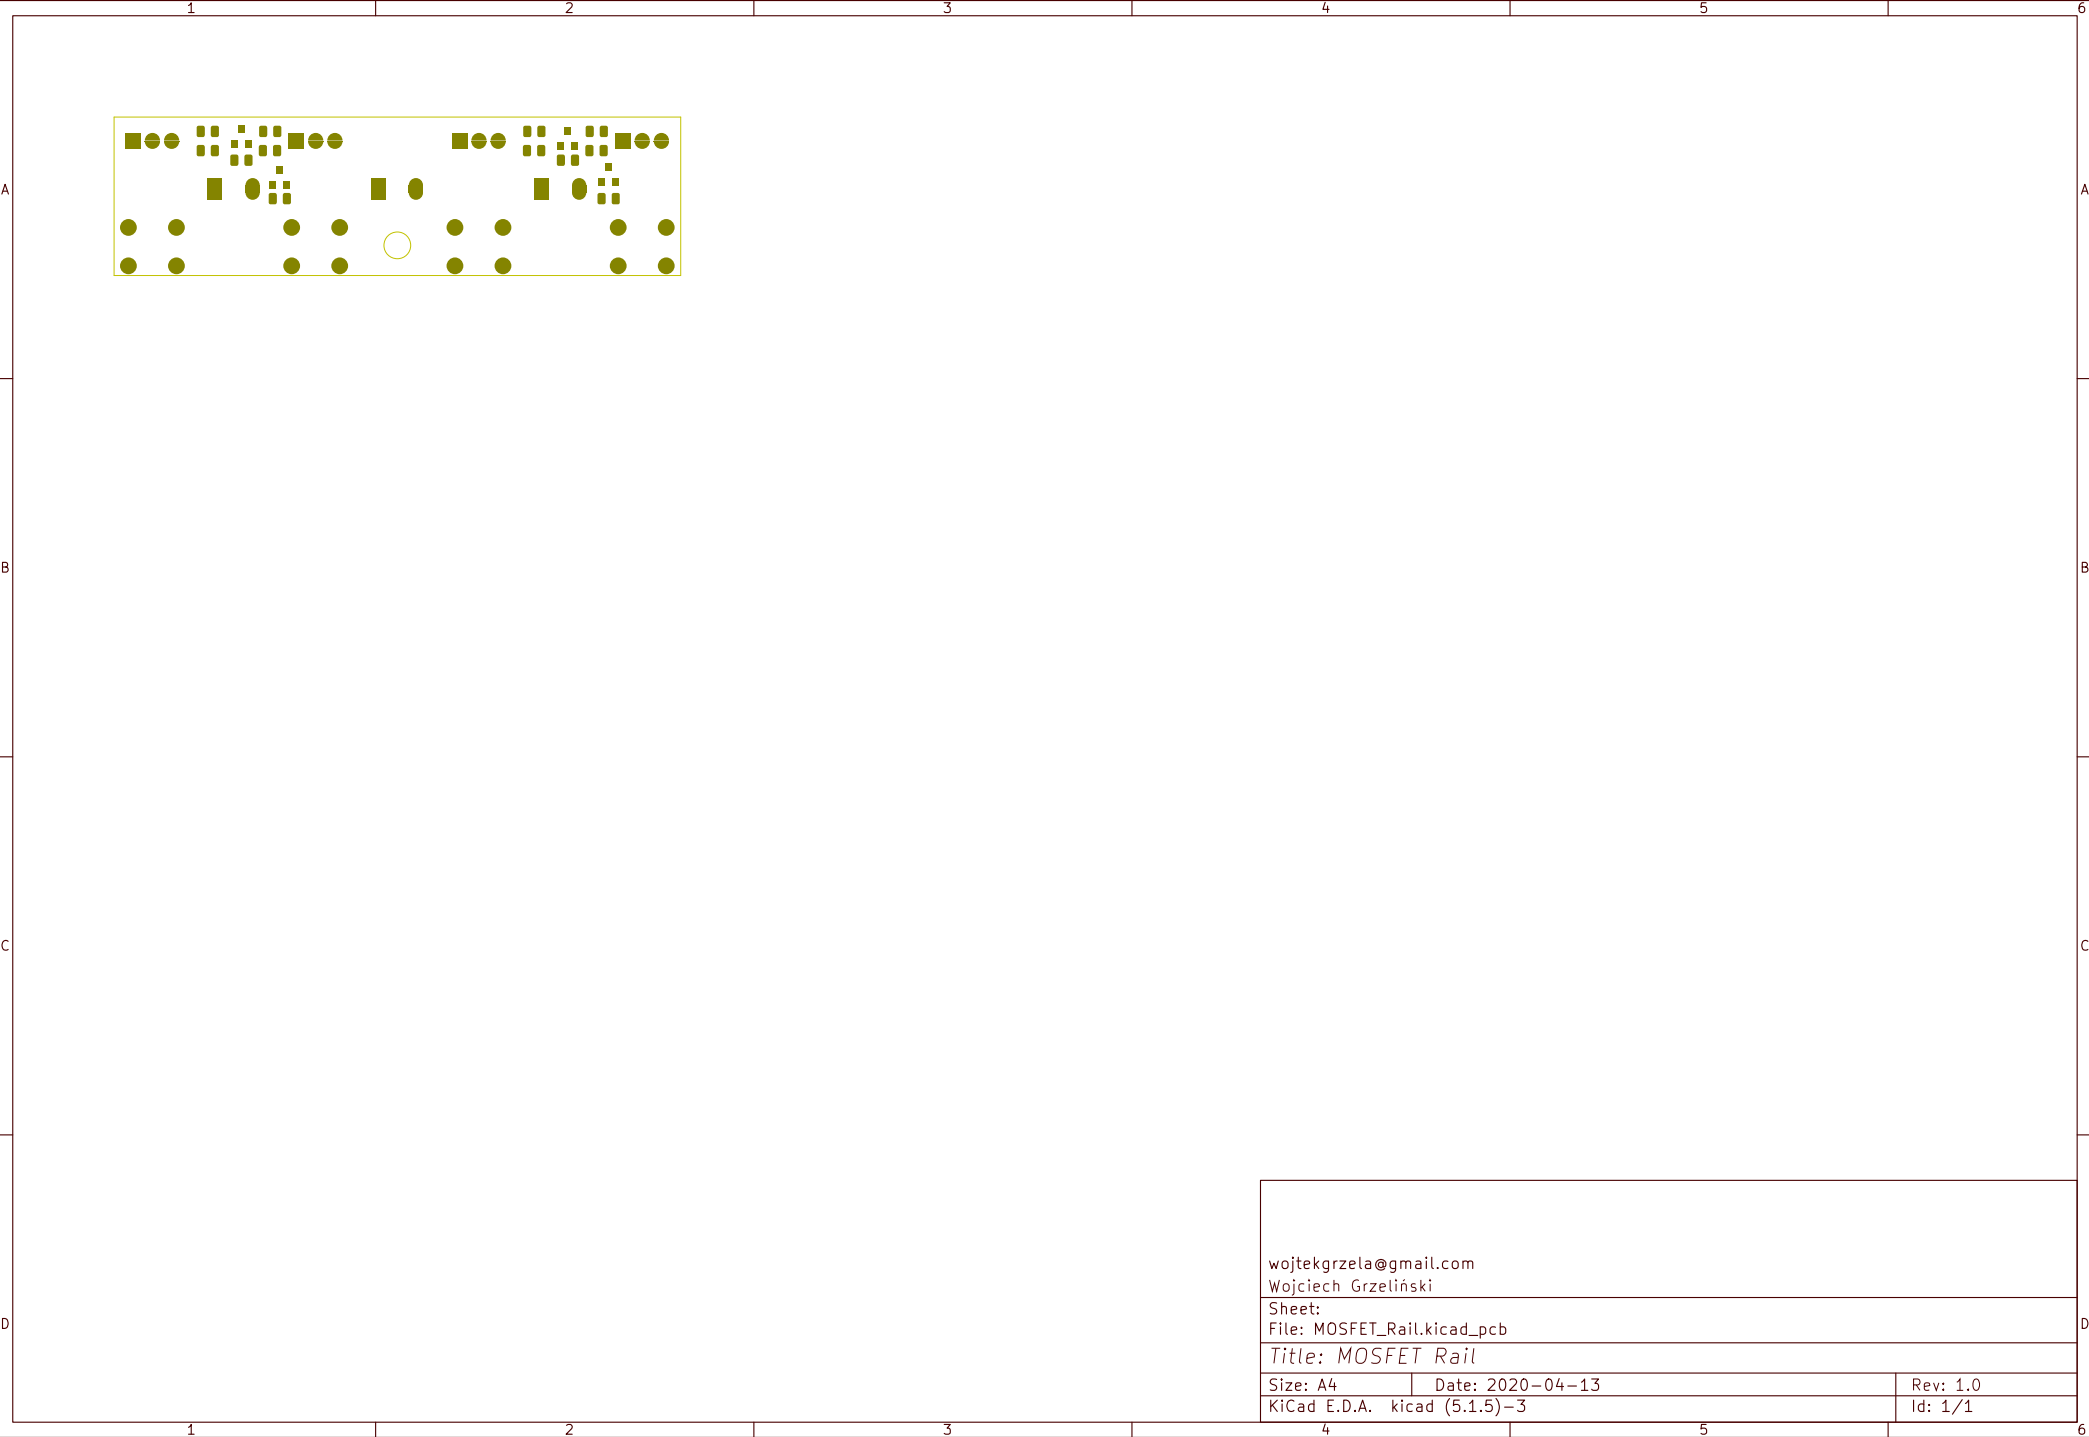 1 2 3 4 5 6
A A
B B
C C
wojtekgrzela@gmail.com
Wojciech Grzeliński
Sheet:
D D
File: MOSFET_Rail.kicad_pcb
Title: MOSFET Rail
Size: A4 Date: 2020-04-13 Rev: 1.0
KiCad E.D.A. kicad (5.1.5)-3 Id: 1/1
1 2 3 4 5 6